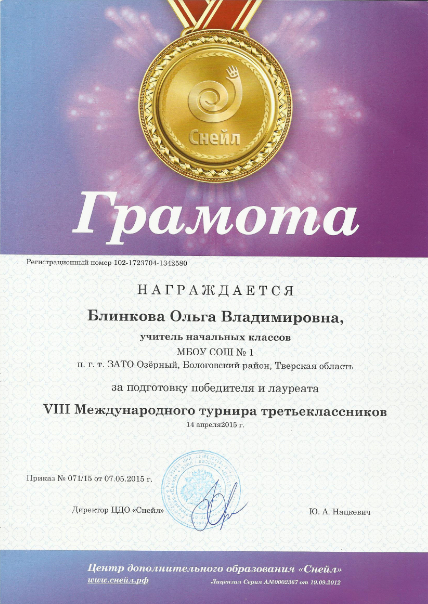 Снейл
Грамота
Регистрационный номер 102-1723704-1342580
НАГРАЖДАЕТСЯ
Блинкова Ольга Владимировна,
учитель начальных классов
МБОУ СОШ № 1
п. г. т. ЗАТО Озёрный, Бологовский район, Тверская область
за подготовку победителя и лауреата
VIII Международного турнира третьеклассников
14 апреля2015 г.
Приказ № 071/15 от 07.05.2015 г.
Директор ЦДО «Снейл»
Ю. А. Нацкевич
Центр дополнительного образования «Снейл»
www.снейл.рф
Лицензия Серия А№0002387 от 19.09.2012